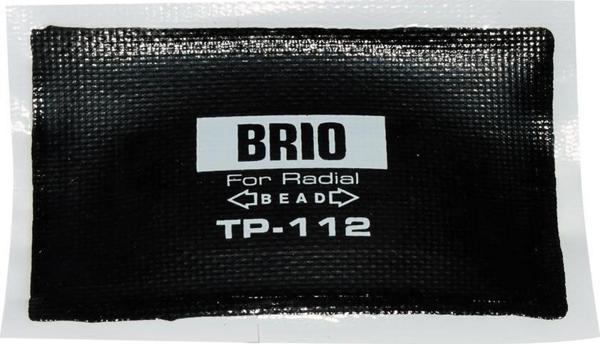 BRIO
For Radial
BEAD
TP-112